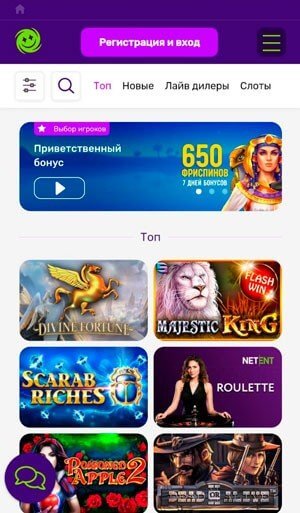 Регистрация и вход
Топ Новые Лайв дилеры Слоты
Выбор игроков
Приветственный
бонус
650
ФРИСПИНОВ
7 ДНЕЙ БОНУСОВ
Топ
DIVINE FORTUNE
FLASH
WIN
MAJESTIC KING
SCARAB
RICHES
NETENT
ROULETTE
POISONED
APPLE 2
DEAD OR ALIVE